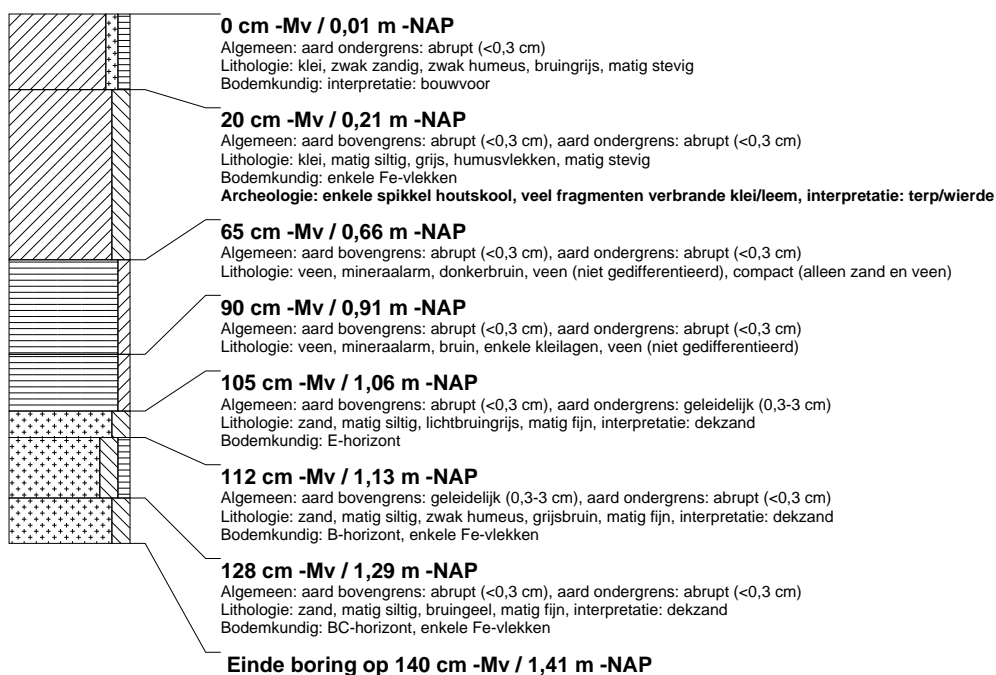 0 cm -Mv / 0,01 m -NAP
Algemeen: aard ondergrens: abrupt (<0,3 cm)
Lithologie: klei, zwak zandig, zwak humeus, bruingrijs, matig stevig
Bodemkundig: interpretatie: bouwvoor
20 cm -Mv / 0,21 m -NAP
Algemeen: aard bovengrens: abrupt (<0,3 cm), aard ondergrens: abrupt (<0,3 cm)
Lithologie: klei, matig siltig, grijs, humusvlekken, matig stevig
Bodemkundig: enkele Fe-vlekken
Archeologie: enkele spikkel houtskool, veel fragmenten verbrande klei/leem, interpretatie: terp/wierde
65 cm -Mv / 0,66 m -NAP
Algemeen: aard bovengrens: abrupt (<0,3 cm), aard ondergrens: abrupt (<0,3 cm)
Lithologie: veen, mineraalarm, donkerbruin, veen (niet gedifferentieerd), compact (alleen zand en veen)
90 cm -Mv / 0,91 m -NAP
Algemeen: aard bovengrens: abrupt (<0,3 cm), aard ondergrens: abrupt (<0,3 cm)
Lithologie: veen, mineraalarm, bruin, enkele kleilagen, veen (niet gedifferentieerd)
105 cm -Mv / 1,06 m -NAP
Algemeen: aard bovengrens: abrupt (<0,3 cm), aard ondergrens: geleidelijk (0,3-3 cm)
Lithologie: zand, matig siltig, lichtbruingrijs, matig fijn, interpretatie: dekzand
Bodemkundig: E-horizont
112 cm -Mv / 1,13 m -NAP
Algemeen: aard bovengrens: geleidelijk (0,3-3 cm), aard ondergrens: abrupt (<0,3 cm)
Lithologie: zand, matig siltig, zwak humeus, grijsbruin, matig fijn, interpretatie: dekzand
Bodemkundig: B-horizont, enkele Fe-vlekken
128 cm -Mv / 1,29 m -NAP
Algemeen: aard bovengrens: abrupt (<0,3 cm), aard ondergrens: abrupt (<0,3 cm)
Lithologie: zand, matig siltig, bruingeel, matig fijn, interpretatie: dekzand
Bodemkundig: BC-horizont, enkele Fe-vlekken
Einde boring op 140 cm -Mv / 1,41 m -NAP